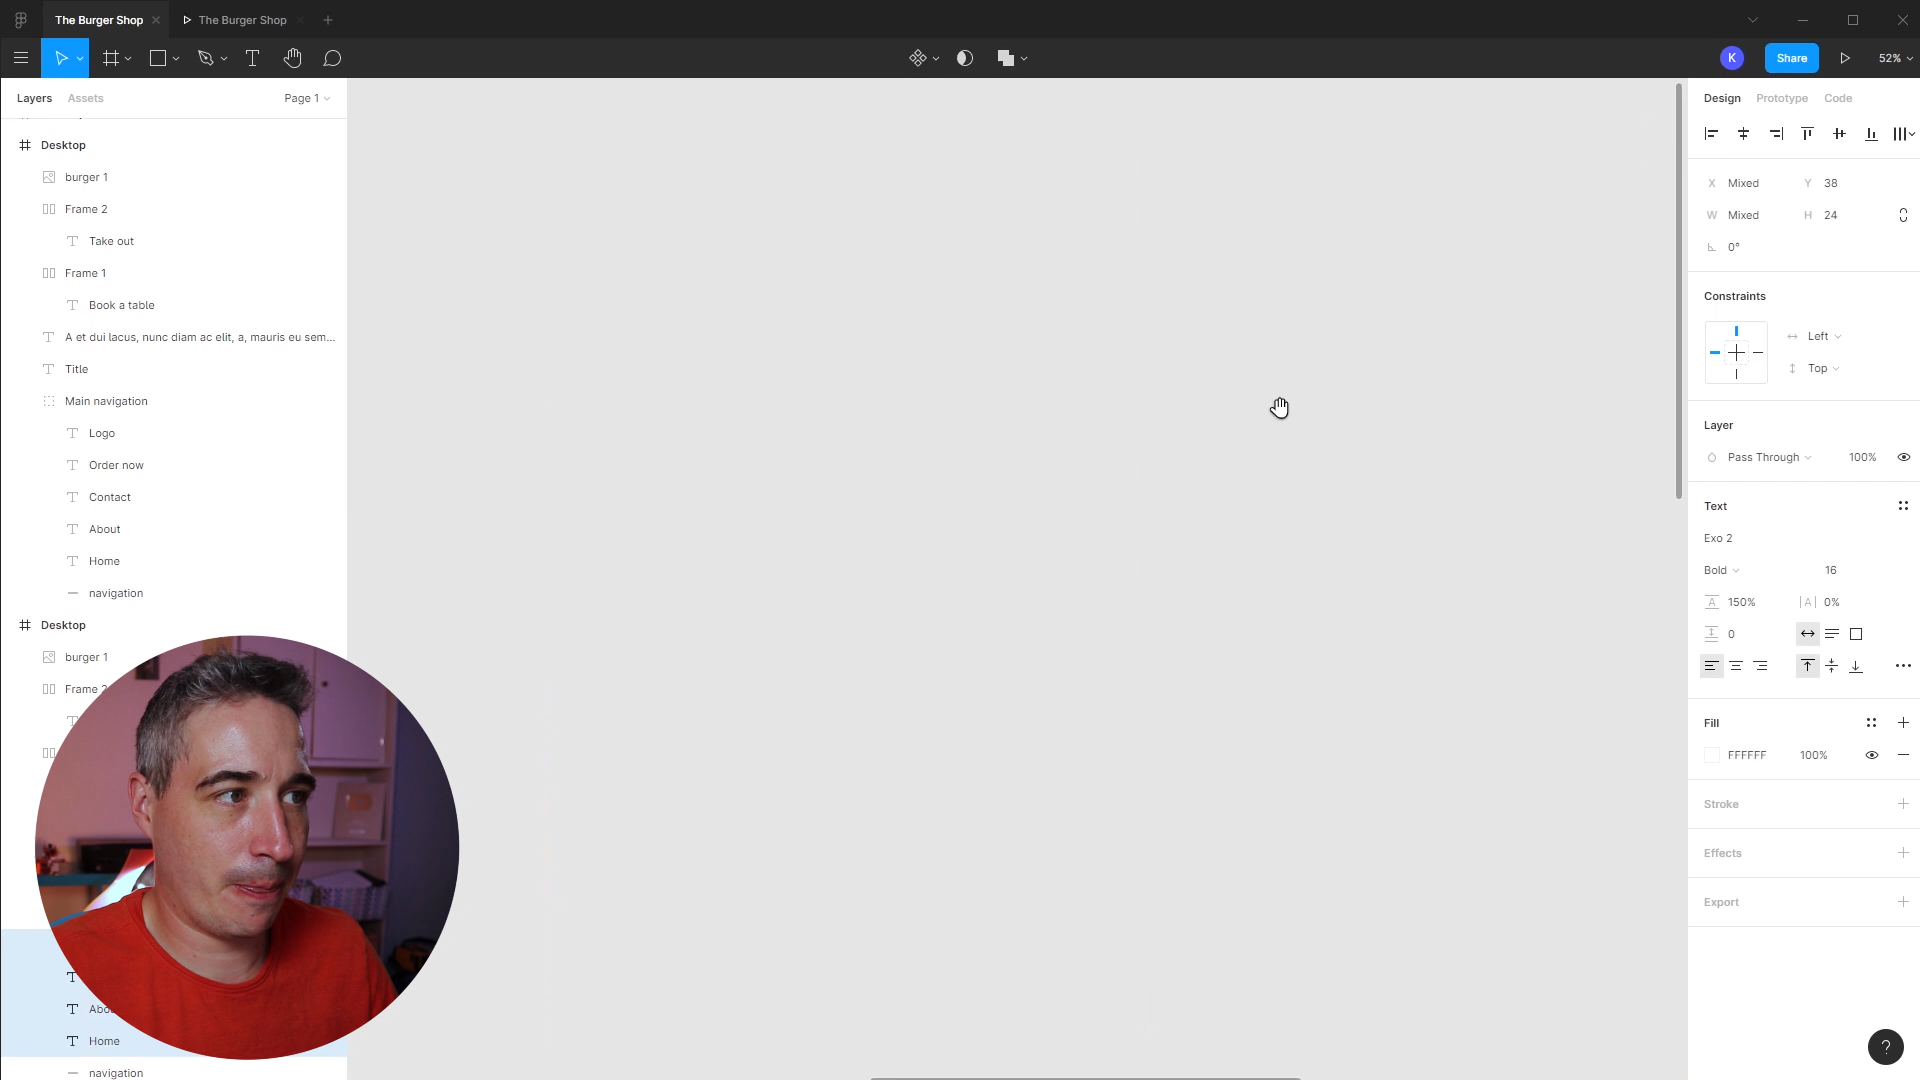 The Burger Shop
The Burger Shop
K
Share
52%
Layers
Assets
Page 1
Design
Prototype
Code
Desktop
burger 1
Frame 2
Take out
Frame 1
Book a table
A et dui lacus, nunc diam ac elit, a, mauris eu sem...
Title
Main navigation
Logo
Order now
Contact
About
Home
navigation
Desktop
burger 1
Frame
Home
navigation
X Mixed
Y 38
W Mixed
H 24
0°
Constraints
Left
Top
Layer
Pass Through
100%
Text
Exo 2
Bold
16
A 150%
|A| 0%
0
Fill
FFFFFF
100%
Stroke
Effects
Export
?